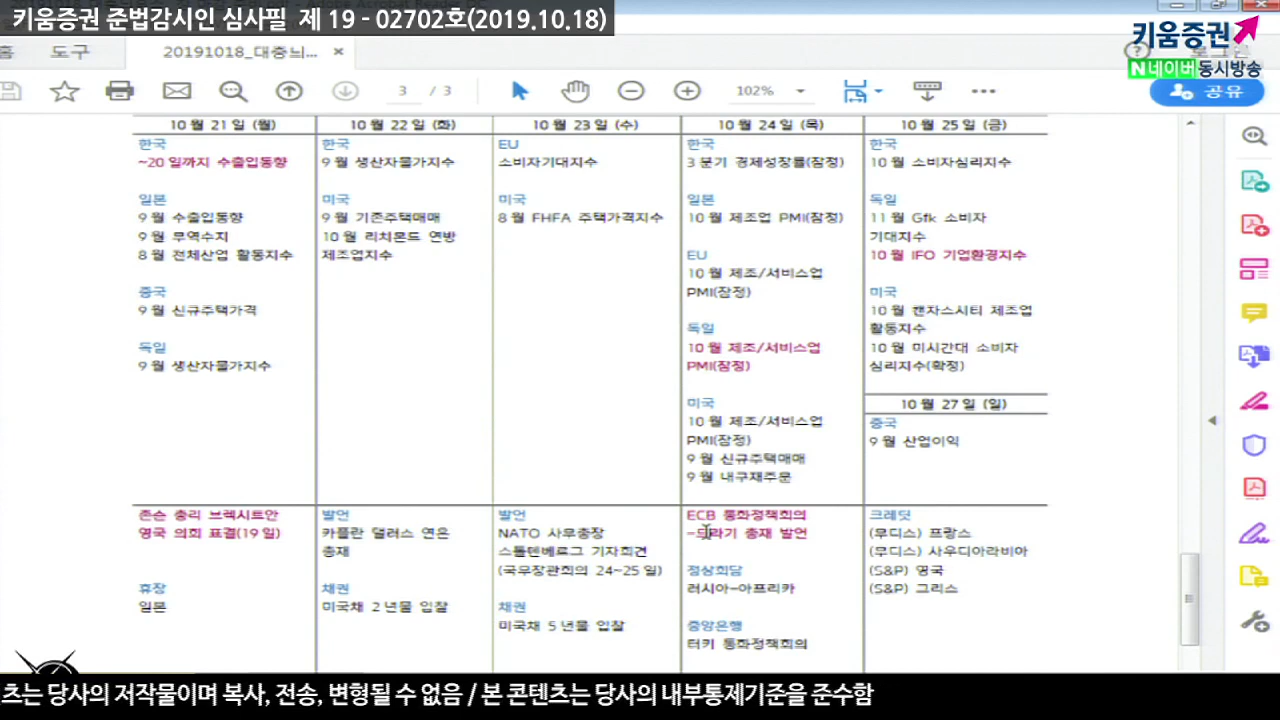 키움증권 준법감시인 심사필 제 19 - 02702호(2019.10.18)
키움증권
N네이버 동시방송
홈
도구
20191018_대중뇌... ×
3 / 3
102%
공유
10 월 21 일 (월)
한국
~20 일까지 수출입동향
일본
9 월 수출입동향
9 월 무역수지
8 월 전체산업 활동지수
중국
9 월 신규주택가격
독일
9 월 생산자물가지수
존슨 총리 브렉시트안
영국 의회 표결(19 일)
휴장
일본
10 월 22 일 (화)
한국
9 월 생산자물가지수
미국
9 월 기존주택매매
10 월 리치몬드 연방
제조업지수
발언
카플란 댈러스 연은
총재
채권
미국채 2 년물 입찰
10 월 23 일 (수)
EU
소비자기대지수
미국
8 월 FHFA 주택가격지수
발언
NATO 사무총장
스톨텐베르그 기자회견
(국무장관회의 24~25 일)
채권
미국채 5 년물 입찰
10 월 24 일 (목)
한국
3 분기 경제성장률(잠정)
일본
10 월 제조업 PMI(잠정)
EU
10 월 제조/서비스업
PMI(잠정)
독일
10 월 제조/서비스업
PMI(잠정)
미국
10 월 제조/서비스업
PMI(잠정)
9 월 신규주택매매
9 월 내구재주문
ECB 통화정책회의
-드라기 총재 발언
정상회담
러시아-아프리카
중앙은행
터키 통화정책회의
10 월 25 일 (금)
한국
10 월 소비자심리지수
독일
11 월 Gfk 소비자
기대지수
10 월 IFO 기업환경지수
미국
10 월 캔자스시티 제조업
활동지수
10 월 미시간대 소비자
심리지수(확정)
10 월 27 일 (일)
중국
9 월 산업이익
크레딧
(무디스) 프랑스
(무디스) 사우디아라비아
(S&P) 영국
(S&P) 그리스
츠는 당사의 저작물이며 복사, 전송, 변형될 수 없음 / 본 콘텐츠는 당사의 내부통제기준을 준수함